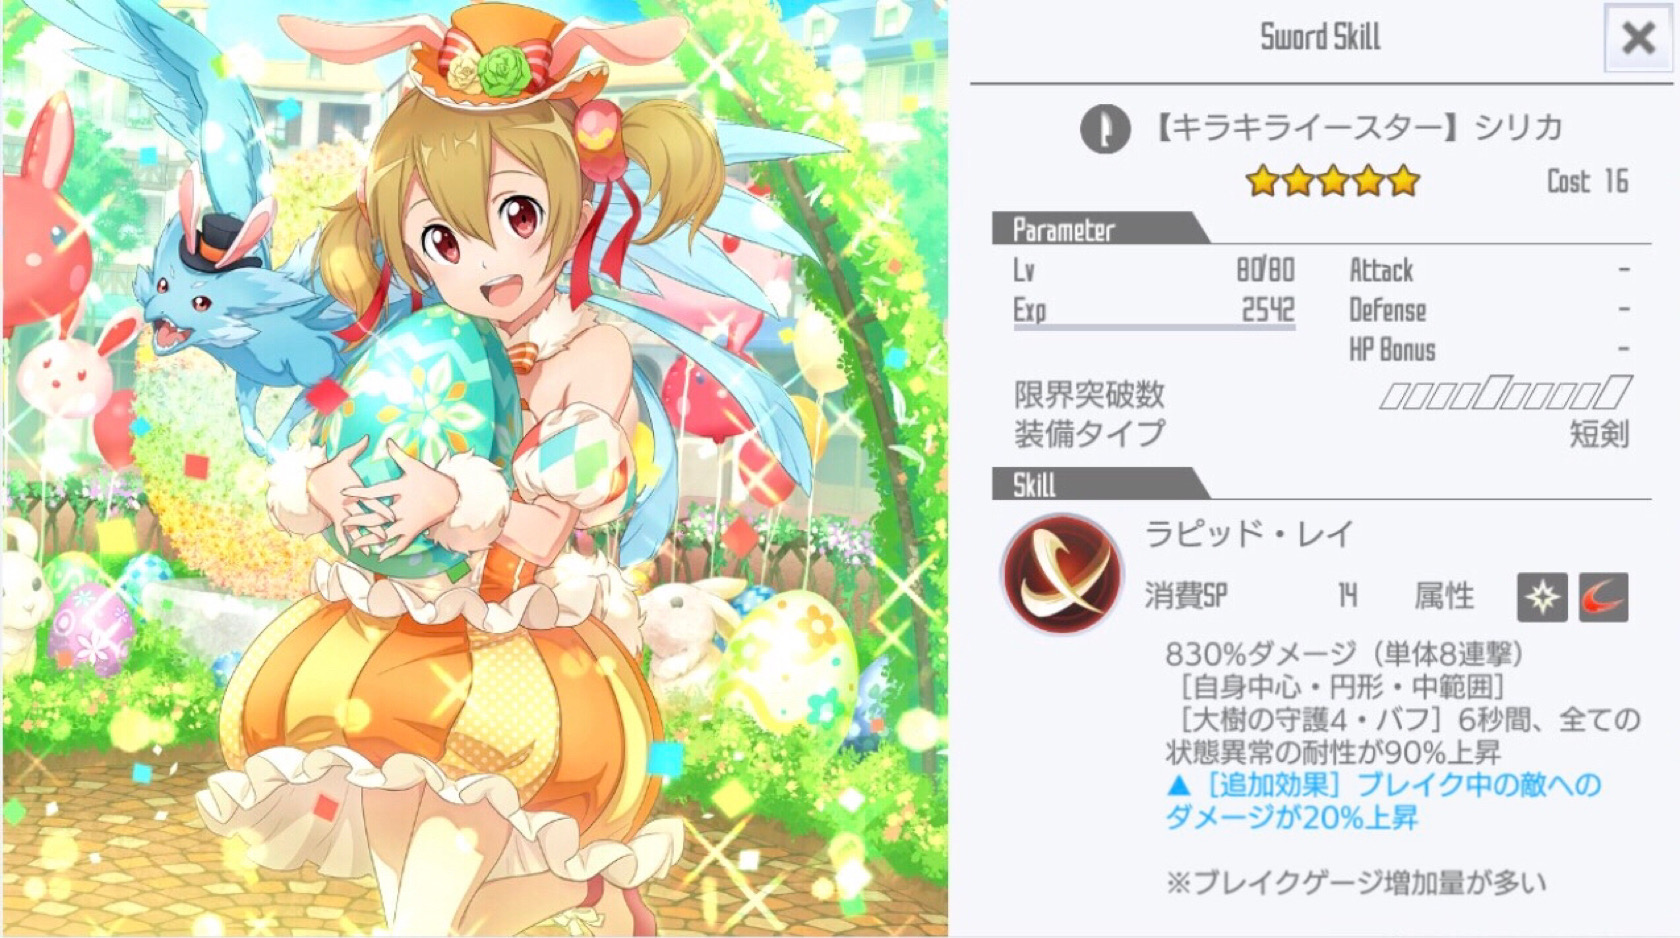 Sword Skill
【キラキライースター】シリカ
Cost 16
Parameter
Lv 80/80 Attack -
Exp 2542 Defense -
HP Bonus -
限界突破数
装備タイプ 短剣
Skill
ラピッド・レイ
消費SP 14 属性
830%ダメージ（単体8連撃）
［自身中心・円形・中範囲］
［大樹の守護4・バフ］6秒間、全ての
状態異常の耐性が90%上昇
▲［追加効果］ブレイク中の敵への
ダメージが20%上昇
※ブレイクゲージ増加量が多い